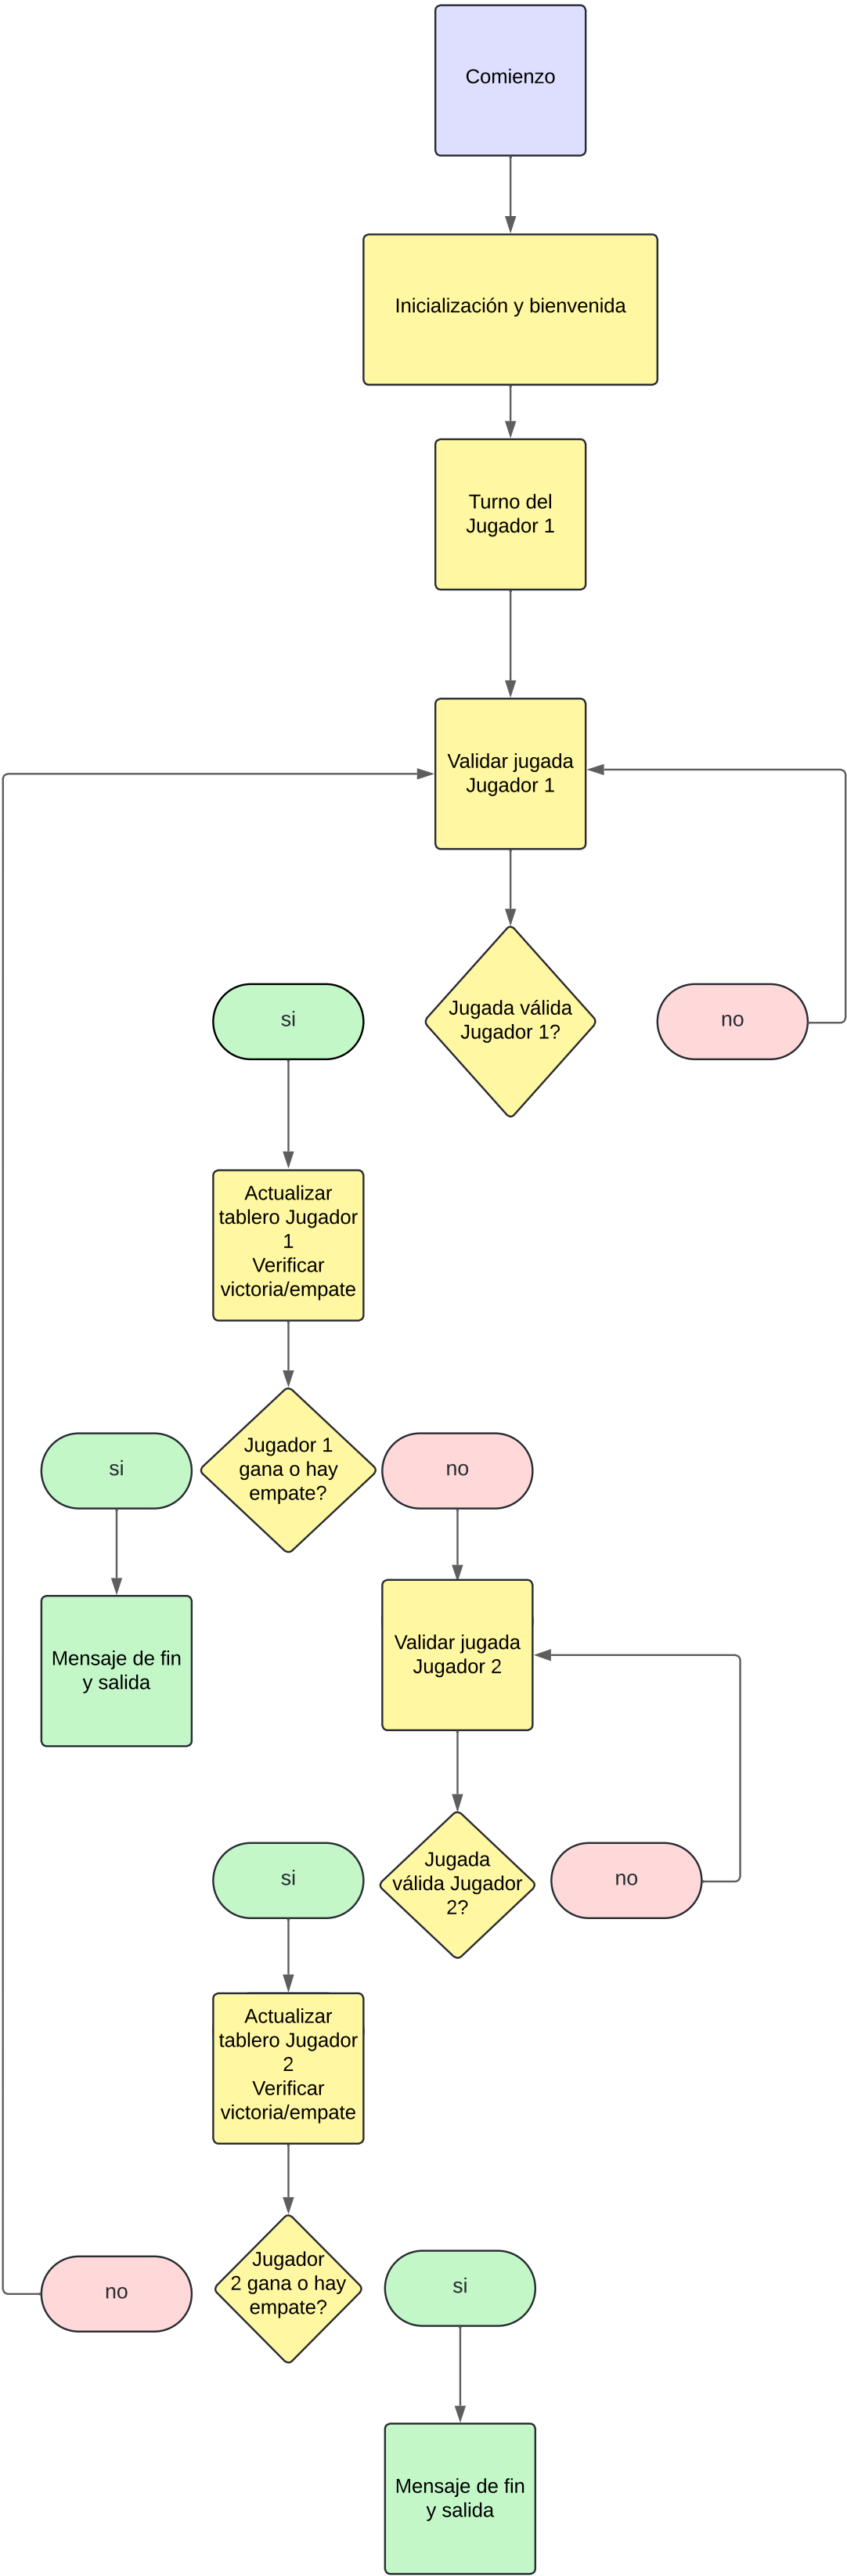 Comienzo
Inicialización y bienvenida
Turno del
Jugador 1
Validar jugada
Jugador 1
si
Jugada válida
Jugador 1?
no
Actualizar
tablero Jugador
1
Verificar
victoria/empate
si
Jugador 1
gana o hay
empate?
no
Mensaje de fin
y salida
Validar jugada
Jugador 2
si
Jugada
válida Jugador
2?
no
Actualizar
tablero Jugador
2
Verificar
victoria/empate
no
Jugador
2 gana o hay
empate?
si
Mensaje de fin
y salida